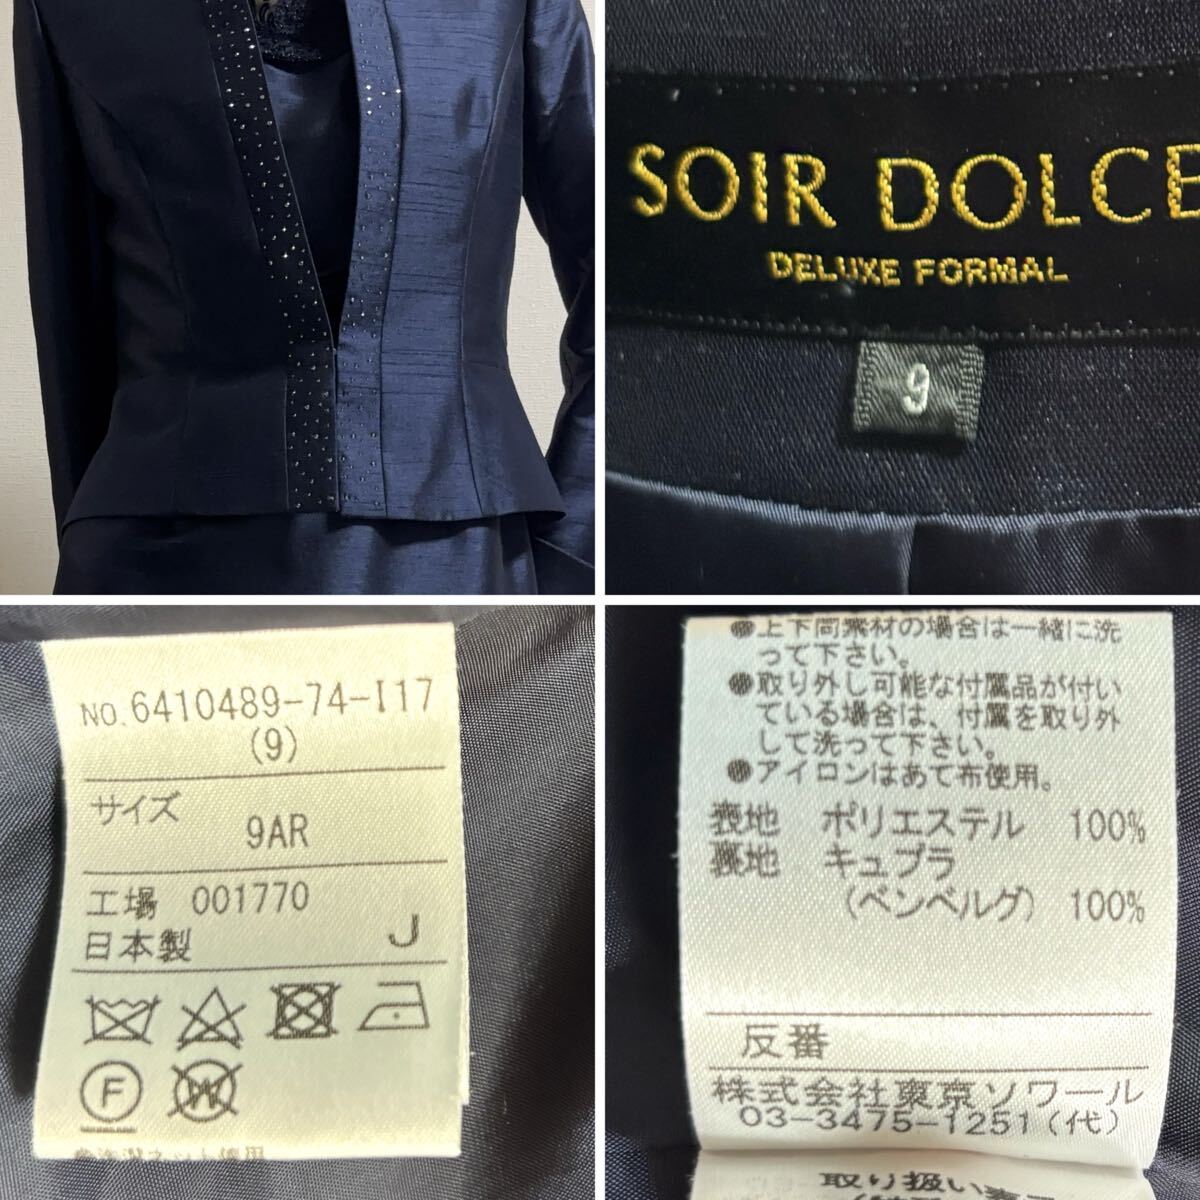 SOIR DOLCE
DELUXE FORMAL
9
NO.6410489-74-I17
(9)
サイズ
9AR
工場 001770
日本製 J
F
W
●上下同素材の場合は一緒に洗
って下さい。
●取り外し可能な付属品が付い
ている場合は、付属を取り外
して洗って下さい。
●アイロンはあて布使用。
表地 ポリエステル 100%
裏地 キュプラ
(ベンベルグ) 100%
反番
株式会社東京ソワール
03-3475-1251(代)
取り扱い表示